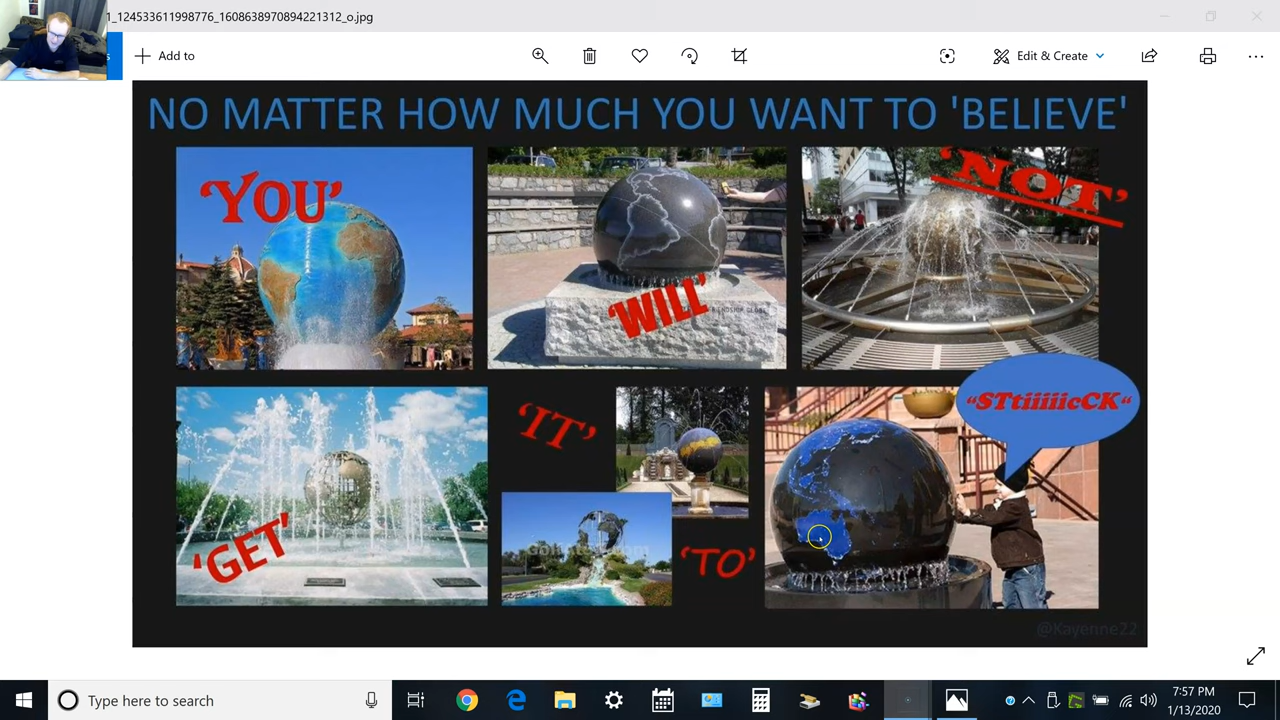 1_124533611998776_1608638970894221312_o.jpg
Add to
Edit & Create
NO MATTER HOW MUCH YOU WANT TO 'BELIEVE'
'YOU'
'WILL'
'NOT'
'GET'
'IT'
'TO'
"STtiiiiicCK"
@Kayenne22
Type here to search
7:57 PM
1/13/2020